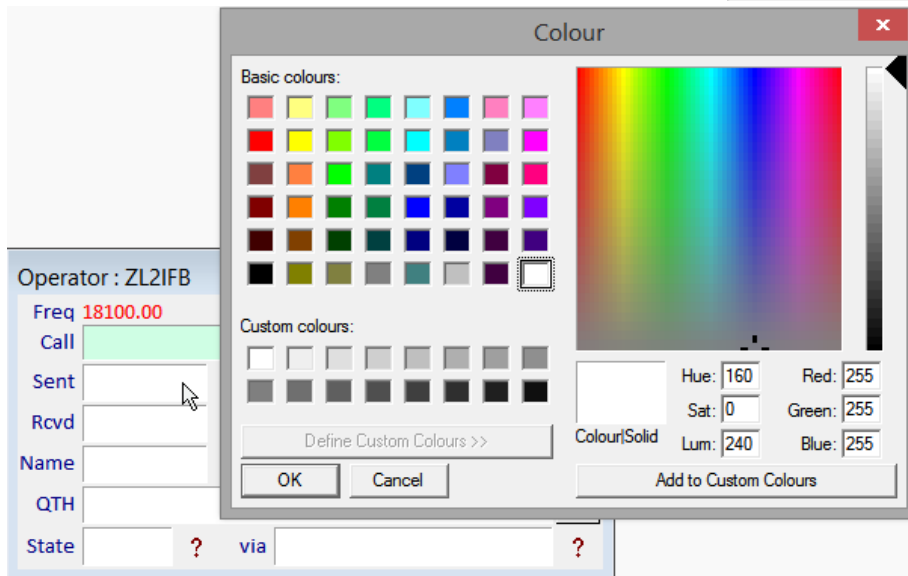 Colour
x
Basic colours:
Operator : ZL2IFB
Freq 18100.00
Call
Sent
Rcvd
Name
QTH
State ? via ?
Custom colours:
Define Custom Colours >>
OK Cancel
Colour|Solid
Hue: 160 Red: 255
Sat: 0 Green: 255
Lum: 240 Blue: 255
Add to Custom Colours